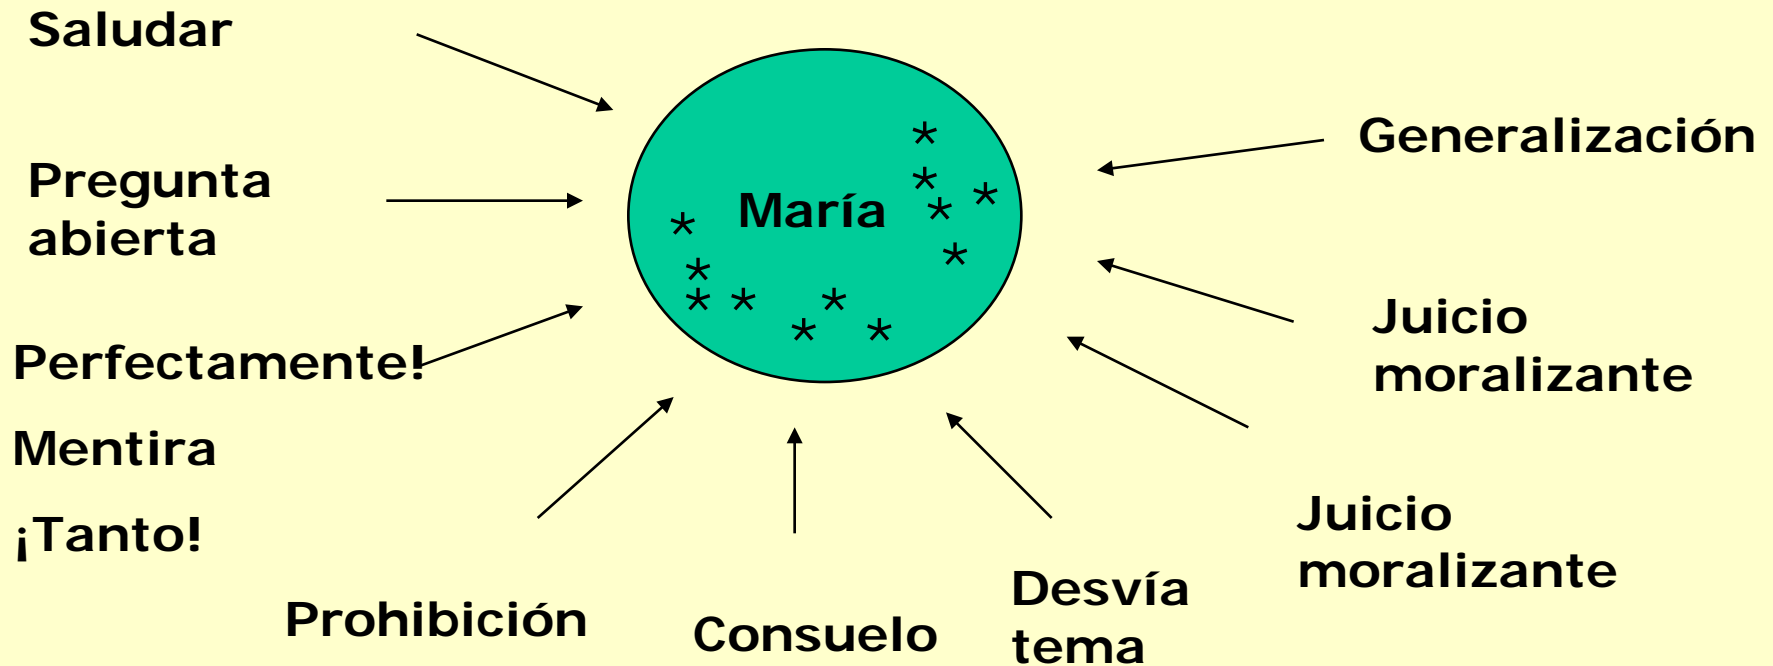 Saludar
Pregunta
abierta
Perfectamente!
Mentira
¡Tanto!
Prohibición
Consuelo
Desvía
tema
Juicio
moralizante
Juicio
moralizante
Generalización
María